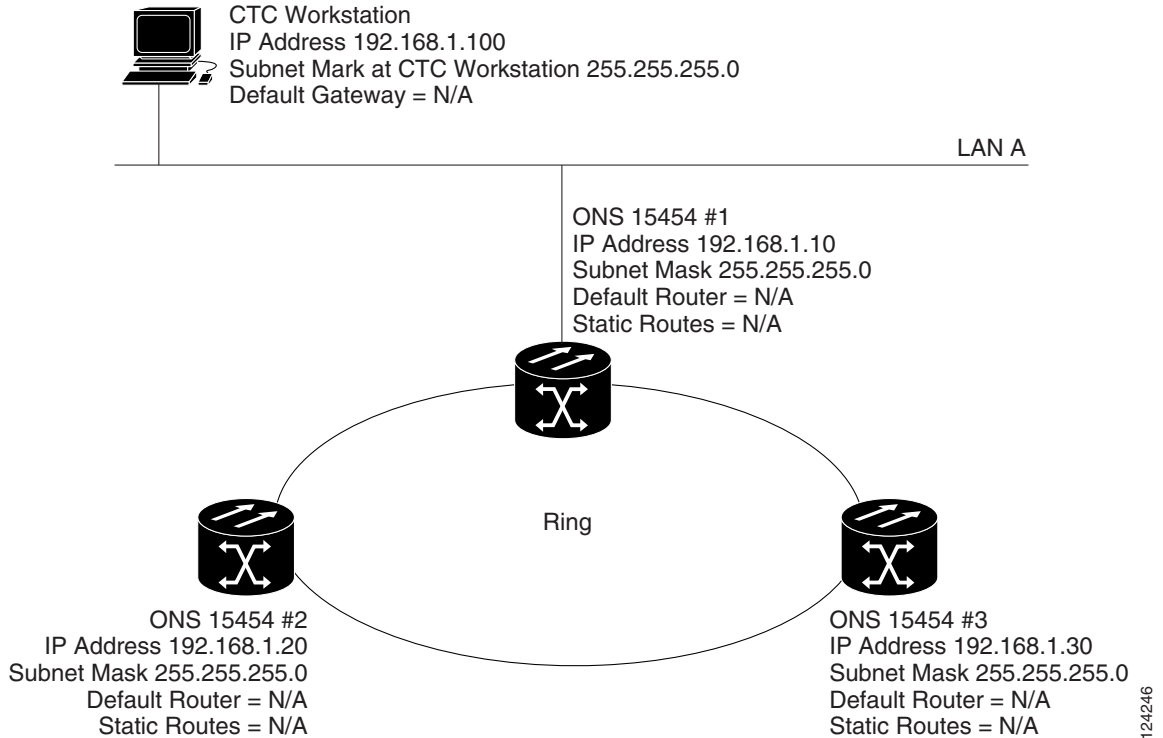 CTC Workstation
IP Address 192.168.1.100
Subnet Mark at CTC Workstation 255.255.255.0
Default Gateway = N/A
LAN A
ONS 15454 #1
IP Address 192.168.1.10
Subnet Mask 255.255.255.0
Default Router = N/A
Static Routes = N/A
Ring
ONS 15454 #2
IP Address 192.168.1.20
Subnet Mask 255.255.255.0
Default Router = N/A
Static Routes = N/A
ONS 15454 #3
IP Address 192.168.1.30
Subnet Mask 255.255.255.0
Default Router = N/A
Static Routes = N/A
124246